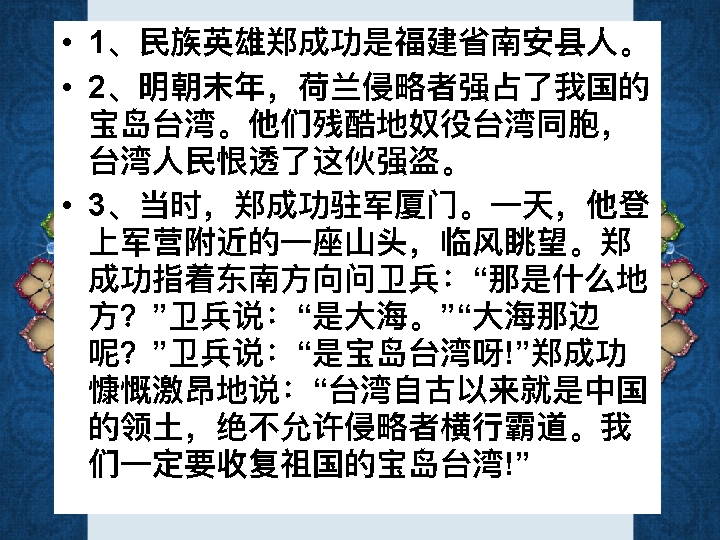 • 1、民族英雄郑成功是福建省南安县人。
• 2、明朝末年，荷兰侵略者强占了我国的
宝岛台湾。他们残酷地奴役台湾同胞，
台湾人民恨透了这伙强盗。
• 3、当时，郑成功驻军厦门。一天，他登
上军营附近的一座山头，临风眺望。郑
成功指着东南方向问卫兵：“那是什么地
方？”卫兵说：“是大海。”“大海那边
呢？”卫兵说：“是宝岛台湾呀!”郑成功
慷慨激昂地说：“台湾自古以来就是中国
的领土，绝不允许侵略者横行霸道。我
们一定要收复祖国的宝岛台湾!”